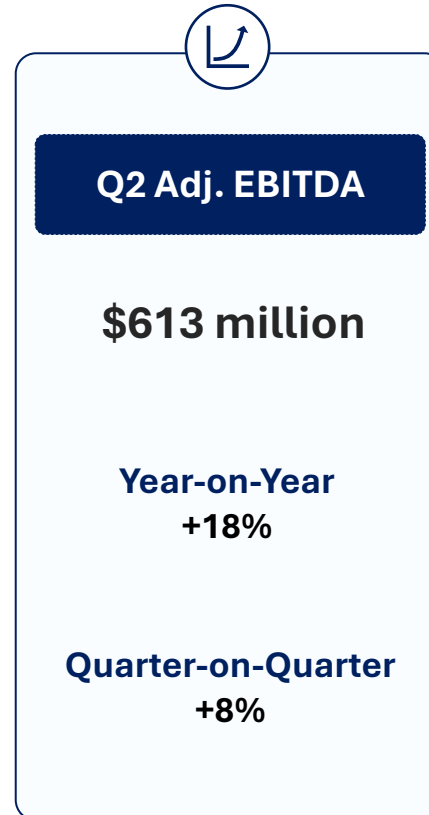 Q2 Adj. EBITDA
$613 million
Year-on-Year
+18%
Quarter-on-Quarter
+8%